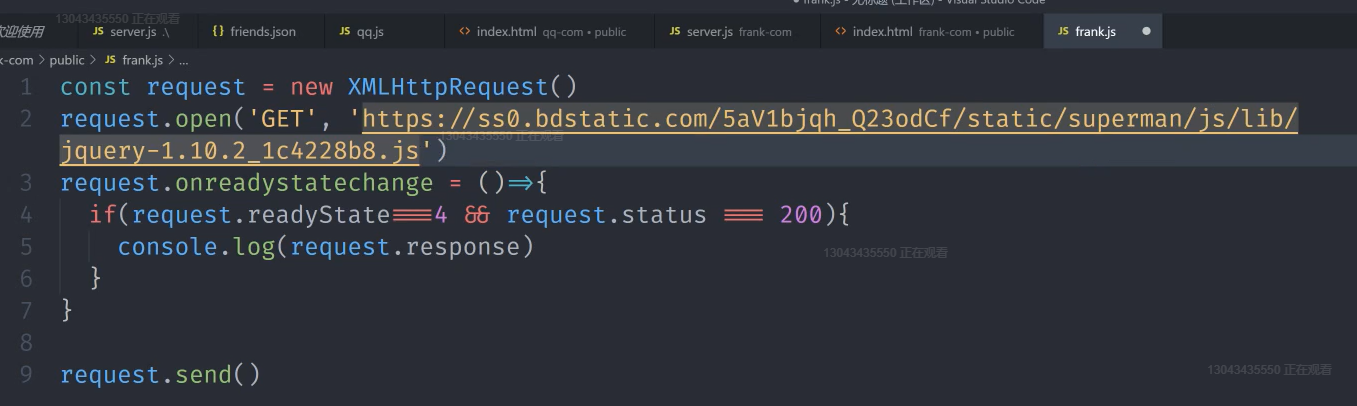 frank.js - 无标题 (工作区) - Visual Studio Code
13043435550 正在观看
欢迎使用 JS server.js .\ {} friends.json JS qq.js <> index.html qq-com • public JS server.js frank-com <> index.html frank-com • public JS frank.js ●
k-com > public > JS frank.js > ...
1 const request = new XMLHttpRequest()
2 request.open('GET', 'https://ss0.bdstatic.com/5aV1bjqh_Q23odCf/static/superman/js/lib/
13043435550 正在观看
jquery-1.10.2_1c4228b8.js')
3 request.onreadystatechange = ()=>{
4 if(request.readyState===4 && request.status === 200){
5 console.log(request.response)
13043435550 正在观看
6 }
7 }
8
9 request.send()
13043435550 正在观看